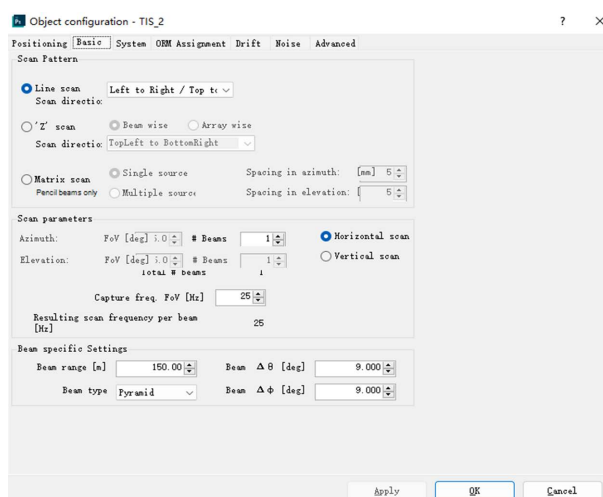 Ps Object configuration - TIS_2 ? ×
Positioning Basic System ORM Assignment Drift Noise Advanced
Scan Pattern
Line scan Left to Right / Top to
Scan directio:
'Z' scan Beam wise Array wise
Scan directio: TopLeft to BottomRight
Matrix scan Single source Spacing in azimuth: [mm] 5
Pencil beams only Multiple source Spacing in elevation: [ 5
Scan parameters
Azimuth: FoV [deg] # Beams 1 Horizontal scan
Elevation: FoV [deg] # Beams 1 Vertical scan
Total # beams 1
Capture freq. FoV [Hz] 25
Resulting scan frequency per beam 25
[Hz]
Beam specific Settings
Beam range [m] 150.00 Beam Δ θ [deg] 9.000
Beam type Pyramid Beam Δ ϕ [deg] 9.000
Apply OK Cancel